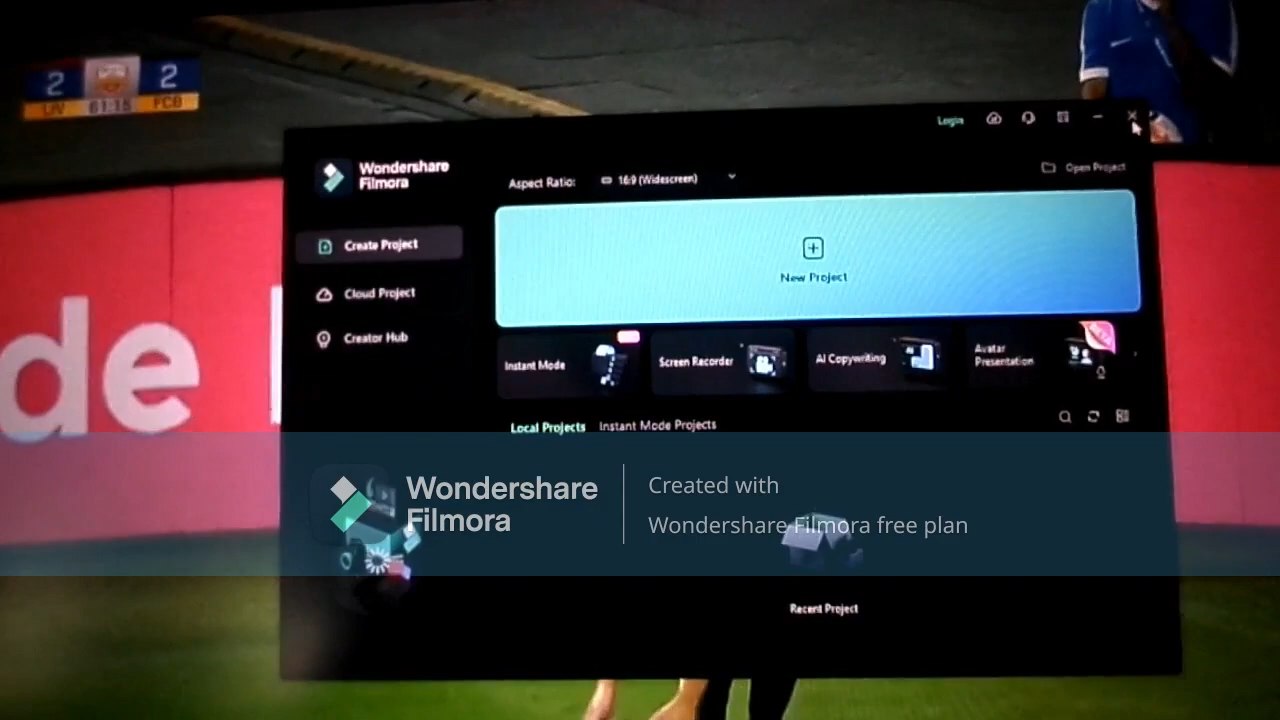 2 2
61:15 FCB
de
Login
Wondershare
Filmora
Aspect Ratio: 16:9 (Widescreen)
Open Project
Create Project
New Project
Cloud Project
Creator Hub
Instant Mode
Screen Recorder
AI Copywriting
Avatar
Presentation
Local Projects Instant Mode Projects
Wondershare
Filmora
Created with
Wondershare Filmora free plan
Recent Project